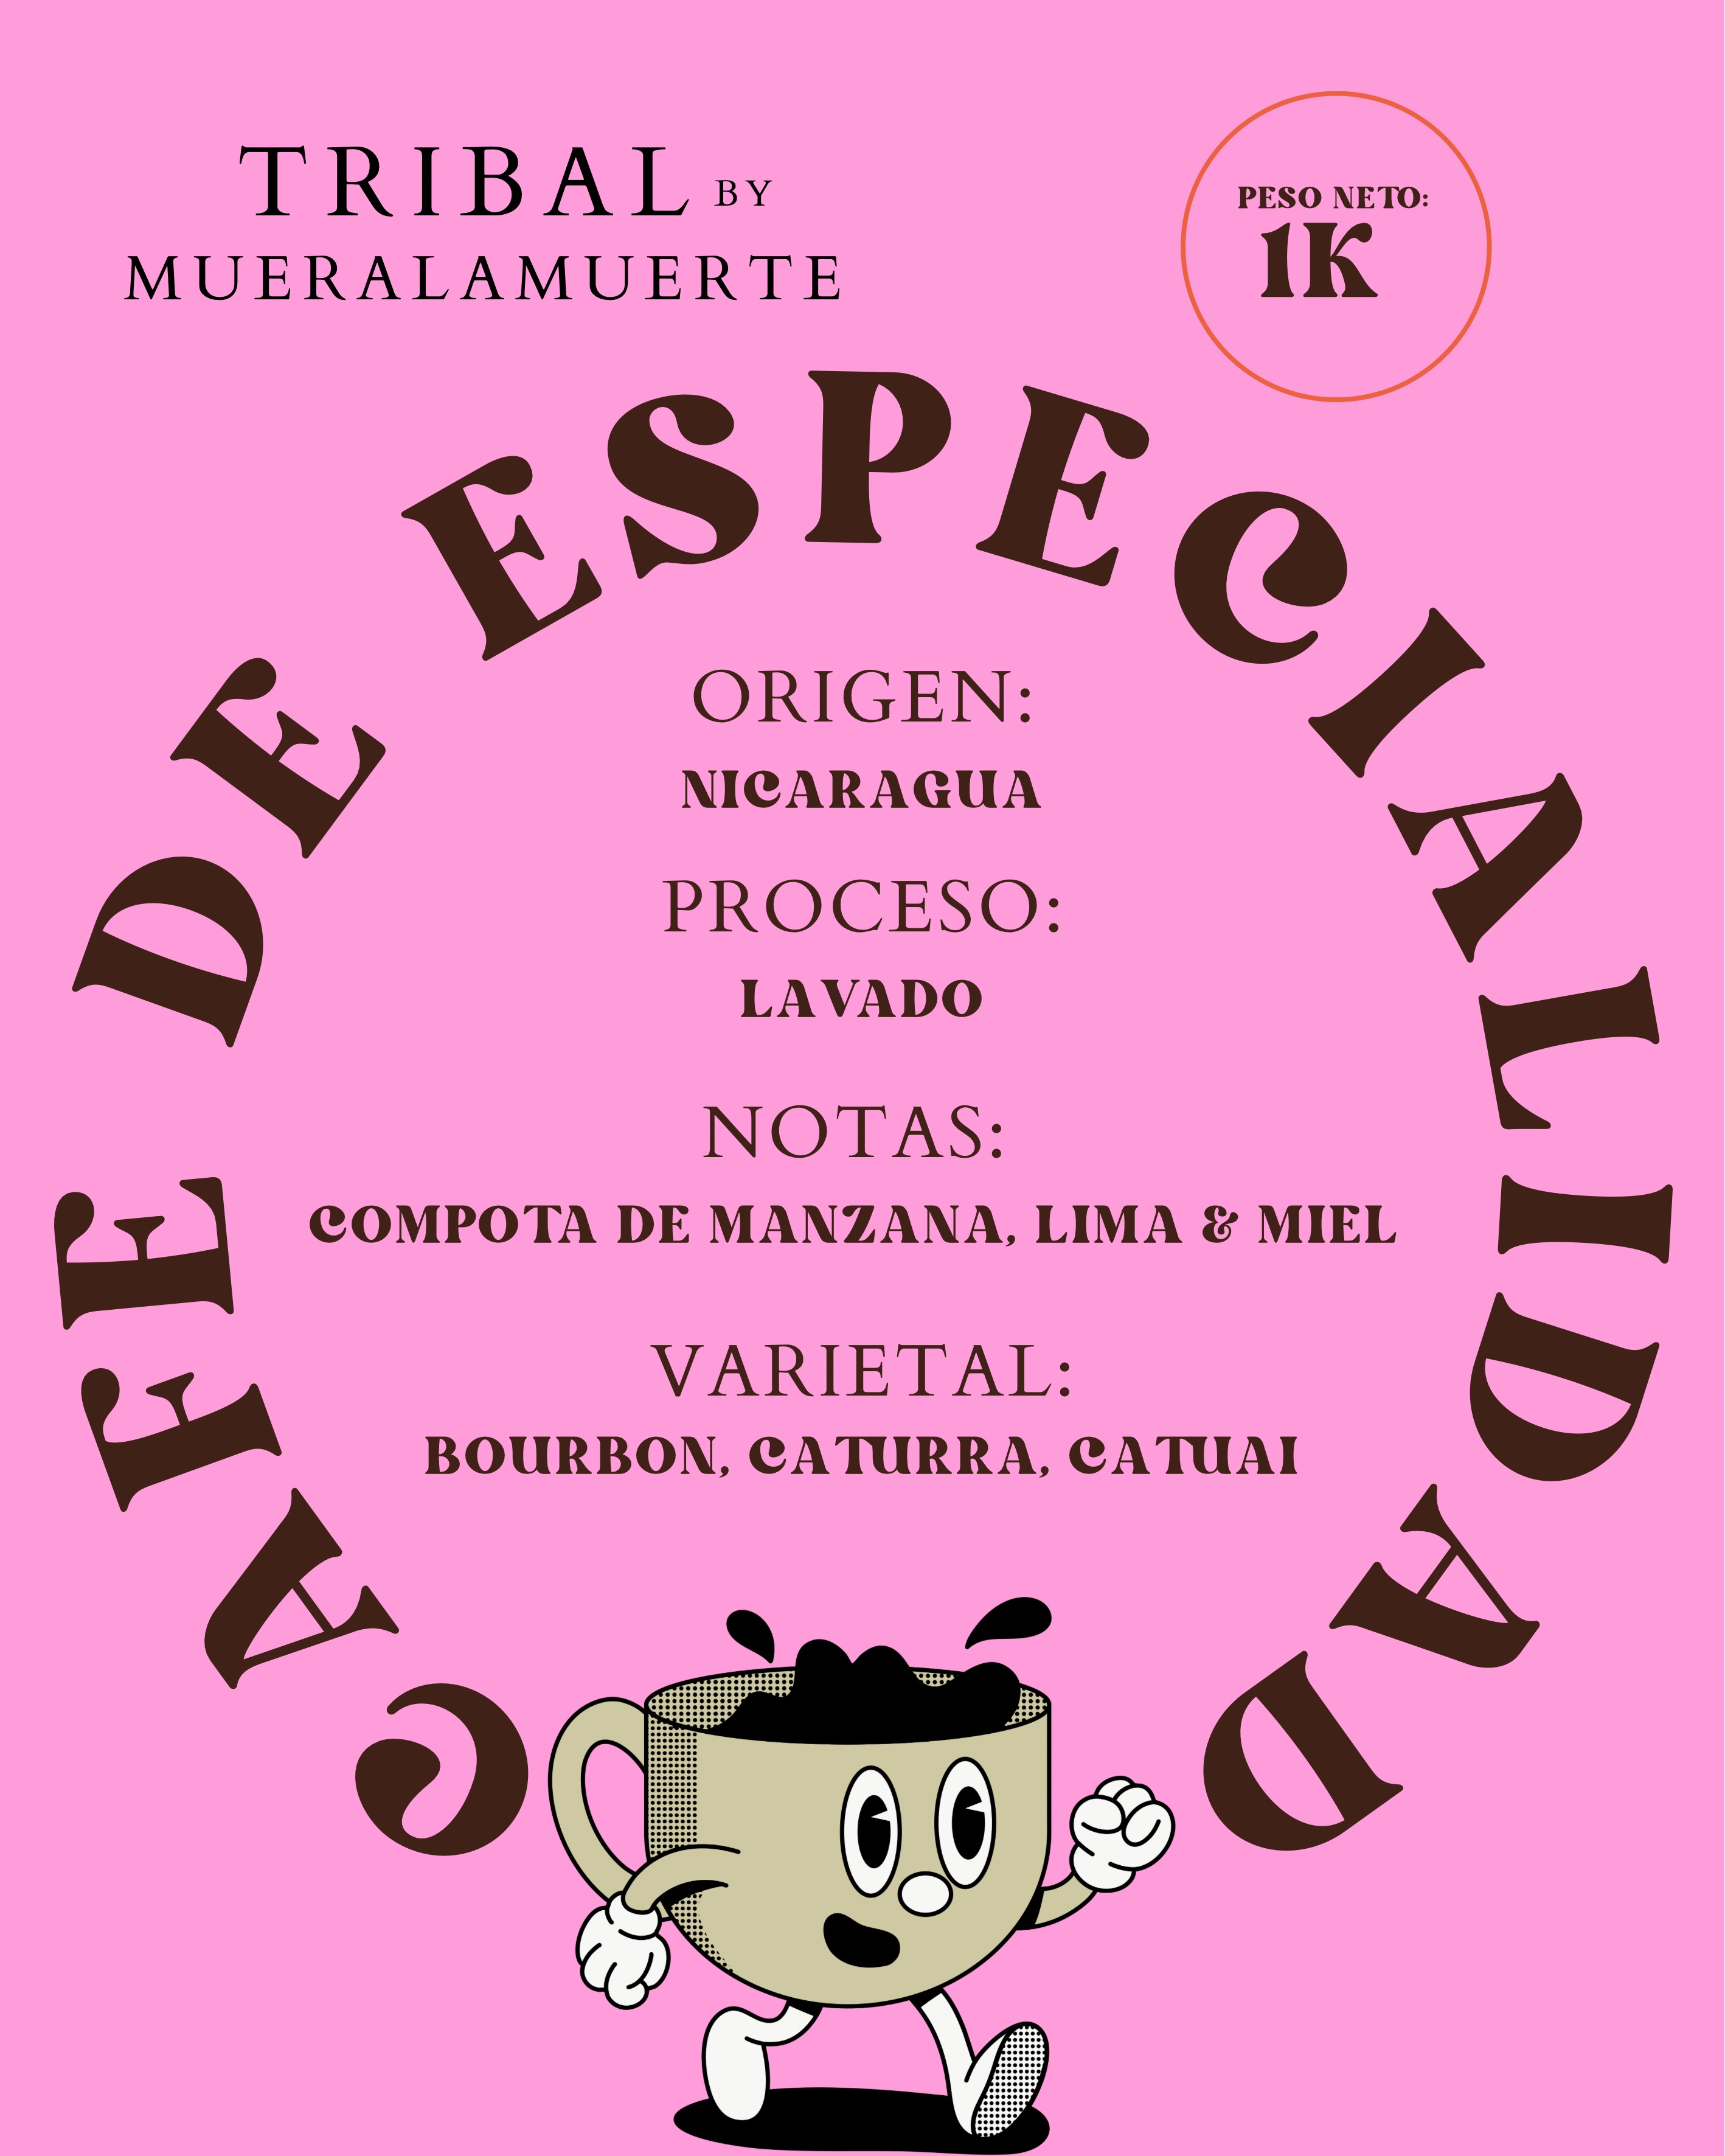 TRIBAL BY
MUERALAMUERTE
PESO NETO:
1K
CAFE DE ESPECIALIDAD
ORIGEN:
NICARAGUA
PROCESO:
LAVADO
NOTAS:
COMPOTA DE MANZANA, LIMA & MIEL
VARIETAL:
BOURBON, CATURRA, CATUAII